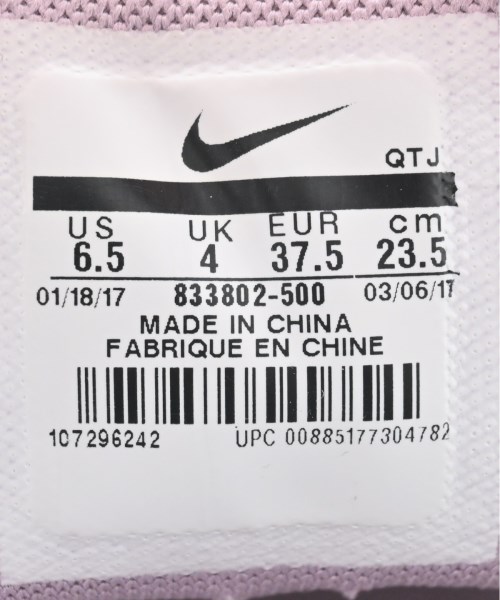 QTJ
US UK EUR cm
6.5 4 37.5 23.5
01/18/17 833802-500 03/06/17
MADE IN CHINA
FABRIQUE EN CHINE
107296242 UPC 00885177304782